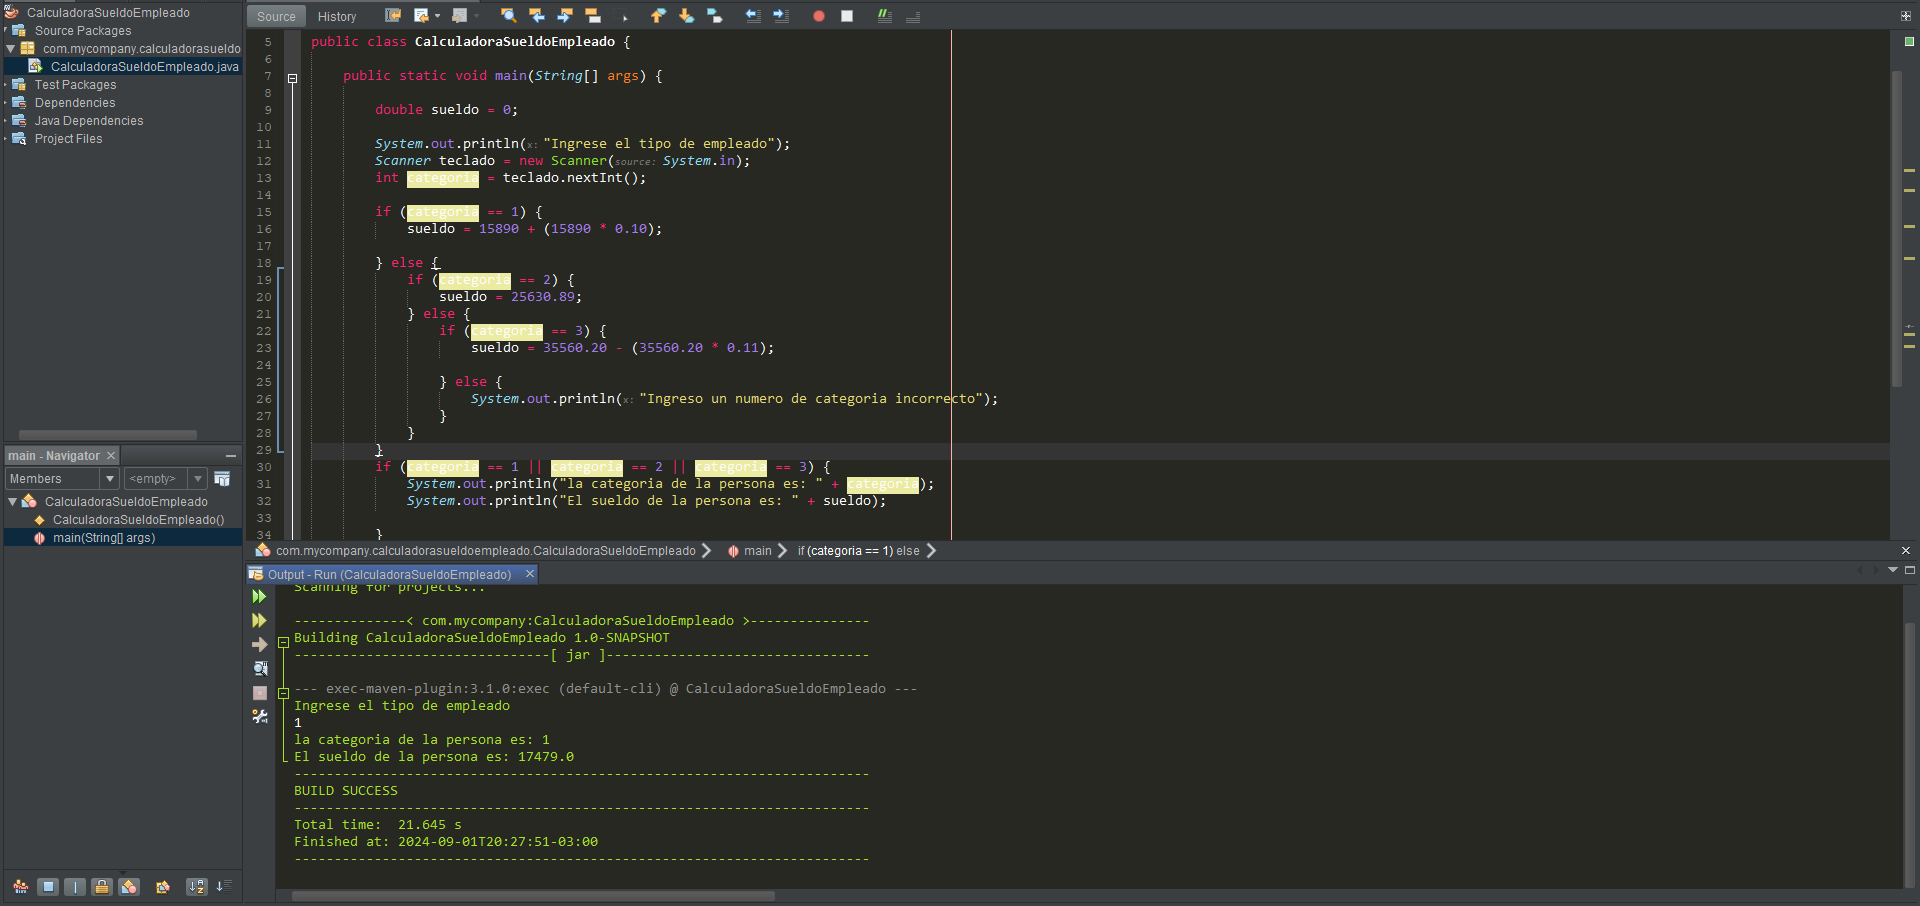 CalculadoraSueldoEmpleado
Source Packages
com.mycompany.calculadorasueldo
CalculadoraSueldoEmpleado.java
Test Packages
Dependencies
Java Dependencies
Project Files
main - Navigator
Members
<empty>
CalculadoraSueldoEmpleado
CalculadoraSueldoEmpleado()
main(String[] args)
Source History
5 public class CalculadoraSueldoEmpleado {
6
7 public static void main(String[] args) {
8
9 double sueldo = 0;
10
11 System.out.println(x: "Ingrese el tipo de empleado");
12 Scanner teclado = new Scanner(source: System.in);
13 int categoria = teclado.nextInt();
14
15 if (categoria == 1) {
16 sueldo = 15890 + (15890 * 0.10);
17
18 } else {
19 if (categoria == 2) {
20 sueldo = 25630.89;
21 } else {
22 if (categoria == 3) {
23 sueldo = 35560.20 - (35560.20 * 0.11);
24
25 } else {
26 System.out.println(x: "Ingreso un numero de categoria incorrecto");
27 }
28 }
29 }
30 if (categoria == 1 || categoria == 2 || categoria == 3) {
31 System.out.println("la categoria de la persona es: " + categoria);
32 System.out.println("El sueldo de la persona es: " + sueldo);
33
34 }
com.mycompany.calculadorasueldoempleado.CalculadoraSueldoEmpleado main if (categoria == 1) else
Output - Run (CalculadoraSueldoEmpleado)
Scanning for projects...
--------------< com.mycompany:CalculadoraSueldoEmpleado >---------------
Building CalculadoraSueldoEmpleado 1.0-SNAPSHOT
--------------------------------[ jar ]---------------------------------
--- exec-maven-plugin:3.1.0:exec (default-cli) @ CalculadoraSueldoEmpleado ---
Ingrese el tipo de empleado
1
la categoria de la persona es: 1
El sueldo de la persona es: 17479.0
------------------------------------------------------------------------
BUILD SUCCESS
------------------------------------------------------------------------
Total time:  21.645 s
Finished at: 2024-09-01T20:27:51-03:00
------------------------------------------------------------------------